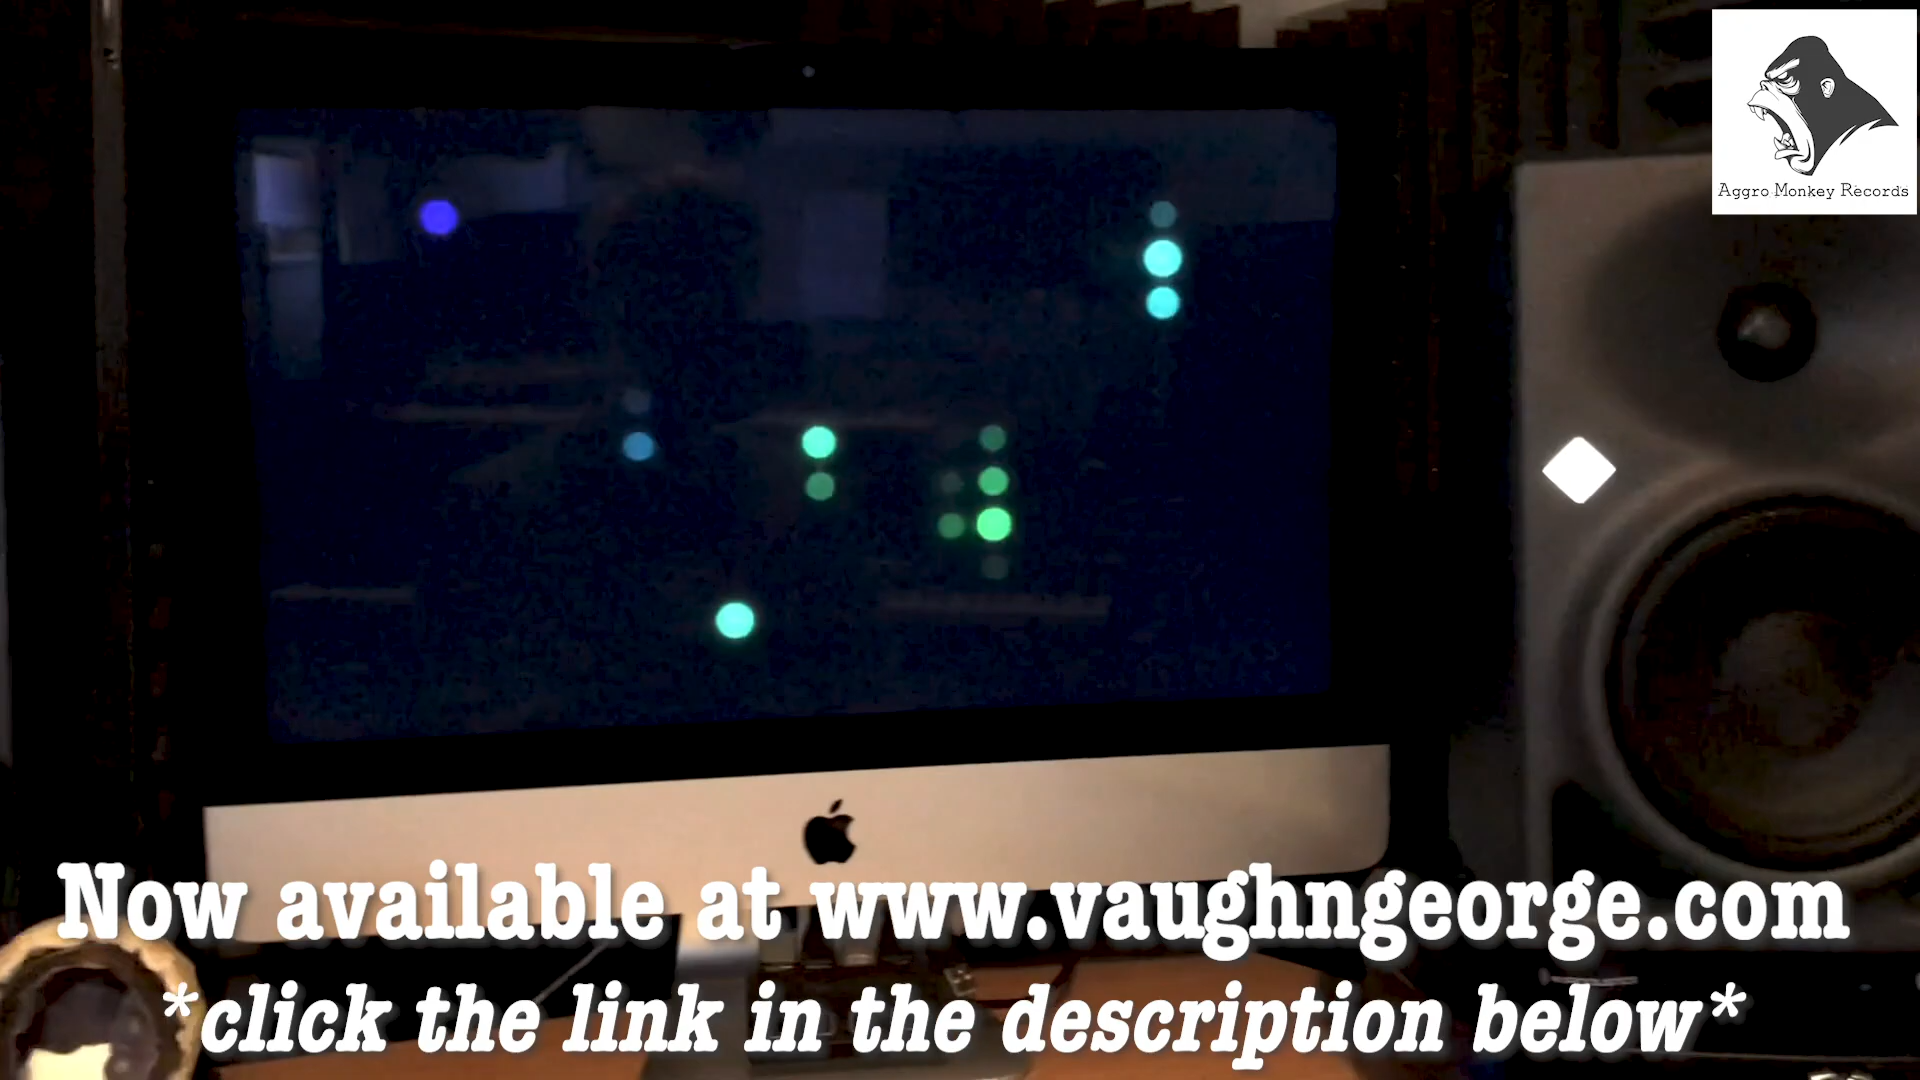 Aggro Monkey Records
Now available at www.vaughngeorge.com
*click the link in the description below*